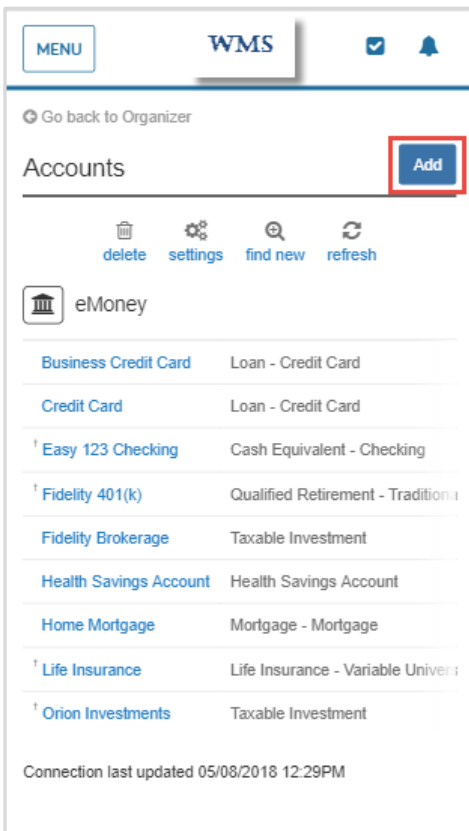 MENU WMS
Go back to Organizer
Accounts Add
delete settings find new refresh
eMoney
Business Credit Card Loan - Credit Card
Credit Card Loan - Credit Card
† Easy 123 Checking Cash Equivalent - Checking
† Fidelity 401(k) Qualified Retirement - Traditiona
Fidelity Brokerage Taxable Investment
Health Savings Account Health Savings Account
Home Mortgage Mortgage - Mortgage
† Life Insurance Life Insurance - Variable Univers
† Orion Investments Taxable Investment
Connection last updated 05/08/2018 12:29PM